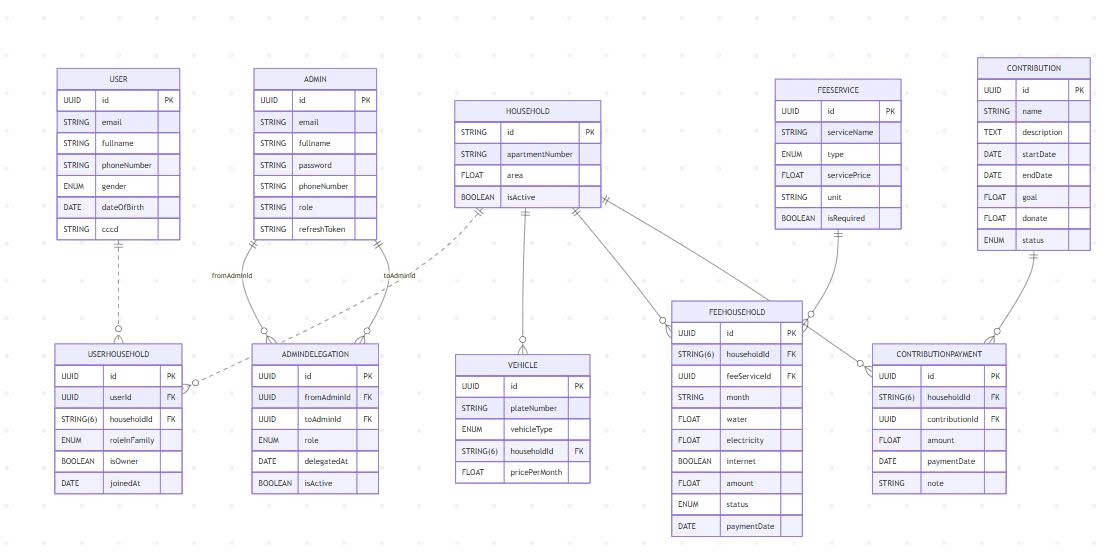 USER
UUID id PK
STRING email
STRING fullname
STRING phoneNumber
ENUM gender
DATE dateOfBirth
STRING cccd
ADMIN
UUID id PK
STRING email
STRING fullname
STRING password
STRING phoneNumber
STRING role
STRING refreshToken
HOUSEHOLD
STRING id PK
STRING apartmentNumber
FLOAT area
BOOLEAN isActive
FEESERVICE
UUID id PK
STRING serviceName
ENUM type
FLOAT servicePrice
STRING unit
BOOLEAN isRequired
CONTRIBUTION
UUID id PK
STRING name
TEXT description
DATE startDate
DATE endDate
FLOAT goal
FLOAT donate
ENUM status
fromAdminId
toAdminId
USERHOUSEHOLD
UUID id PK
UUID userId FK
STRING(6) householdId FK
ENUM roleInFamily
BOOLEAN isOwner
DATE joinedAt
ADMINDELEGATION
UUID id PK
UUID fromAdminId FK
UUID toAdminId FK
ENUM role
DATE delegatedAt
BOOLEAN isActive
VEHICLE
UUID id PK
STRING plateNumber
ENUM vehicleType
STRING(6) householdId FK
FLOAT pricePerMonth
FEEHOUSEHOLD
UUID id PK
STRING(6) householdId FK
UUID feeServiceId FK
STRING month
FLOAT water
FLOAT electricity
BOOLEAN internet
FLOAT amount
ENUM status
DATE paymentDate
CONTRIBUTIONPAYMENT
UUID id PK
STRING(6) householdId FK
UUID contributionId FK
FLOAT amount
DATE paymentDate
STRING note